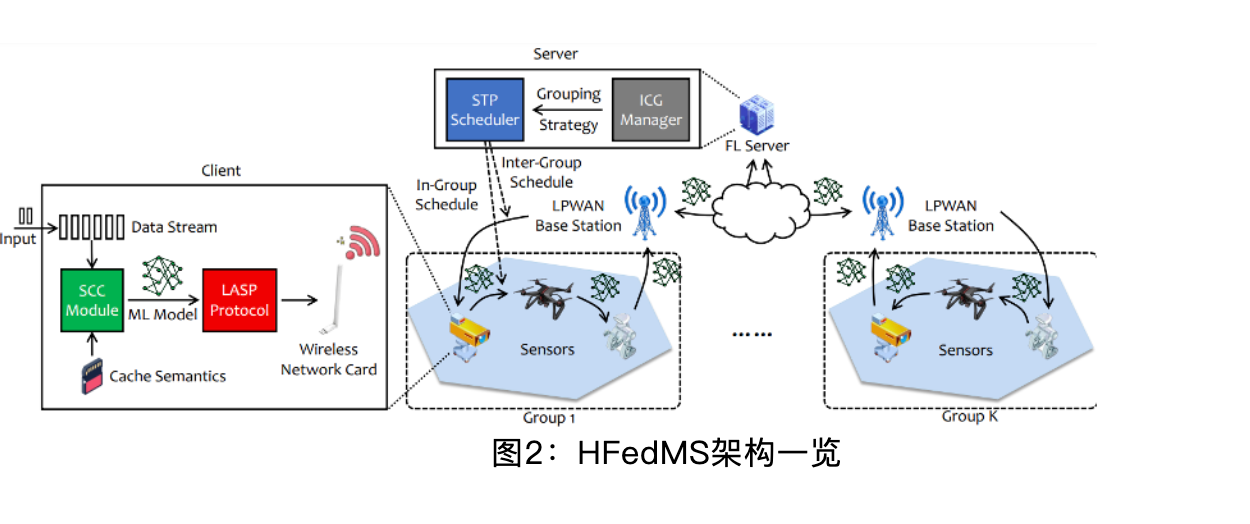 Server
STP
Scheduler
Grouping
Strategy
ICG
Manager
FL Server
Inter-Group
Schedule
In-Group
Schedule
LPWAN
Base Station
LPWAN
Base Station
Client
Input
Data Stream
SCC
Module
ML Model
LASP
Protocol
Wireless
Network Card
Cache Semantics
Sensors
Group 1
……
Sensors
Group K
图2：HFedMS架构一览